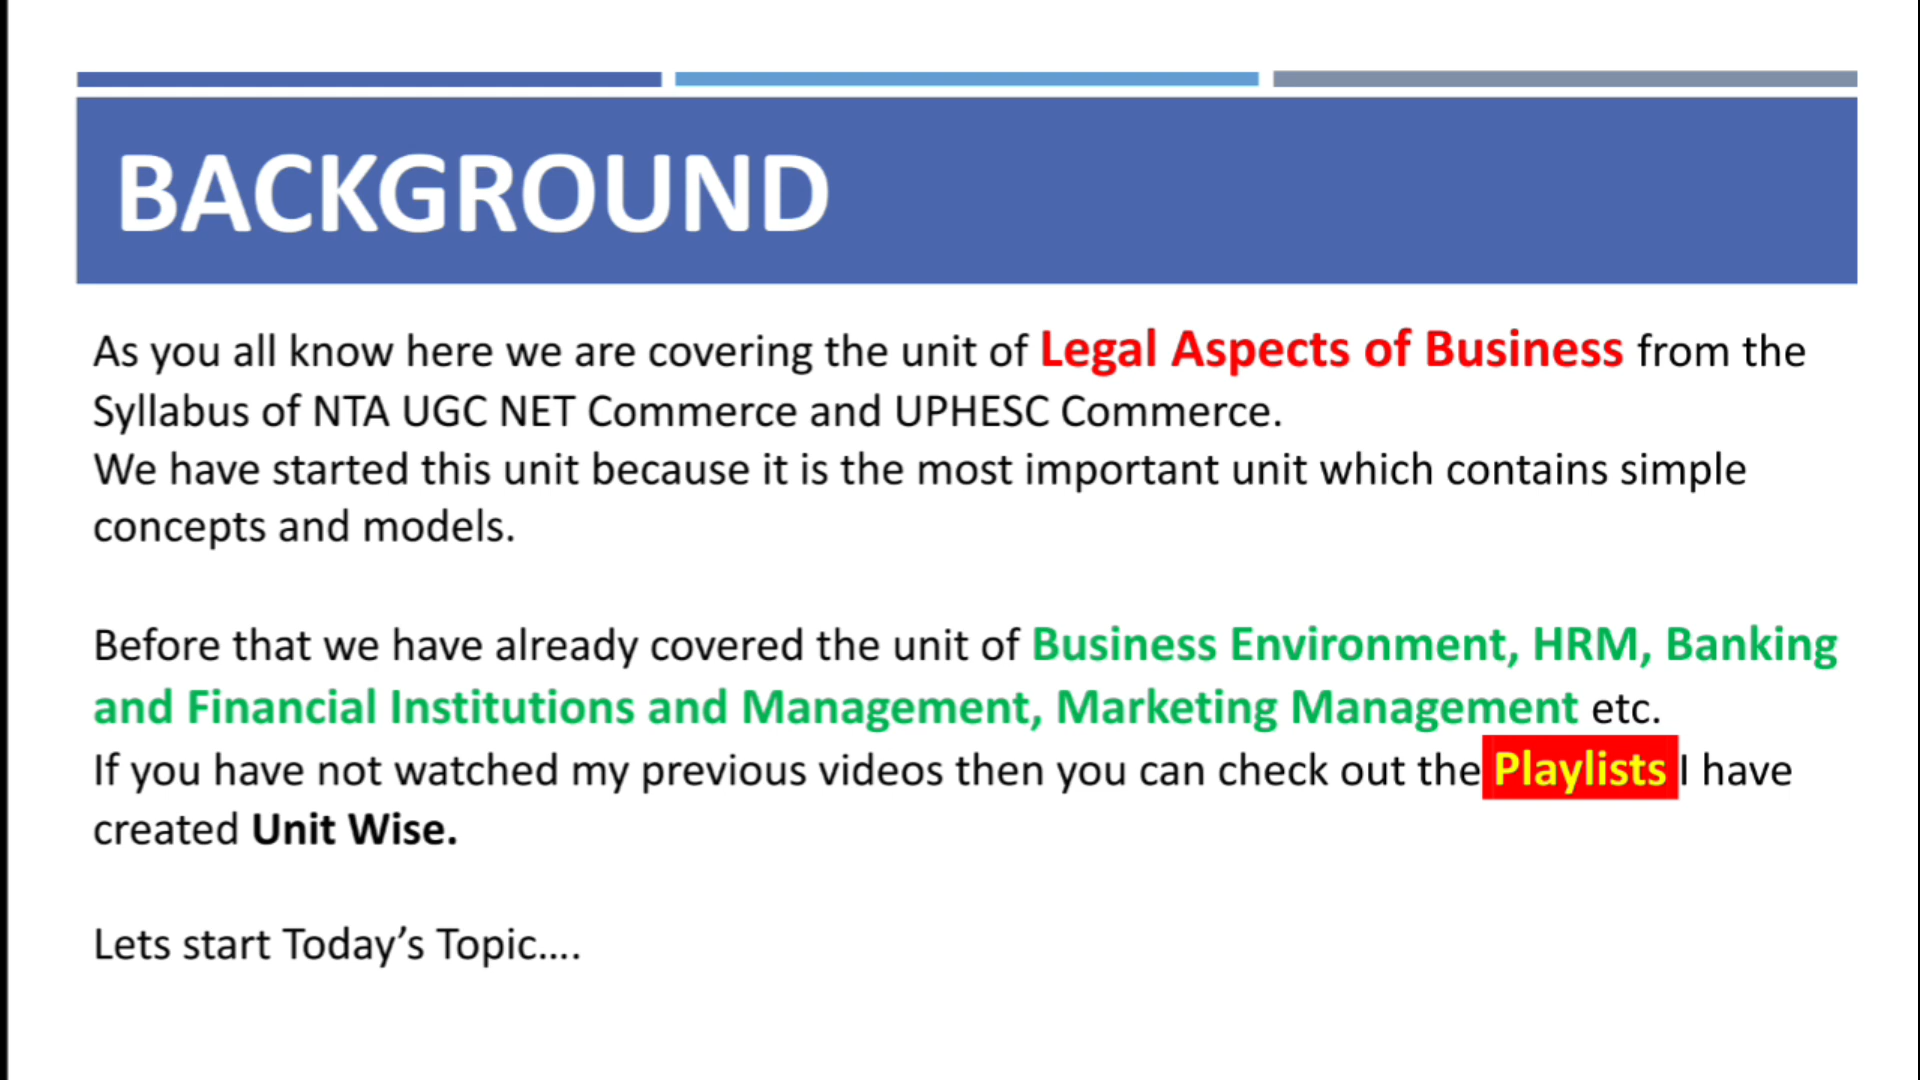 BACKGROUND
As you all know here we are covering the unit of Legal Aspects of Business from the
Syllabus of NTA UGC NET Commerce and UPHESC Commerce.
We have started this unit because it is the most important unit which contains simple
concepts and models.
Before that we have already covered the unit of Business Environment, HRM, Banking
and Financial Institutions and Management, Marketing Management etc.
If you have not watched my previous videos then you can check out the Playlists I have
created Unit Wise.
Lets start Today’s Topic....